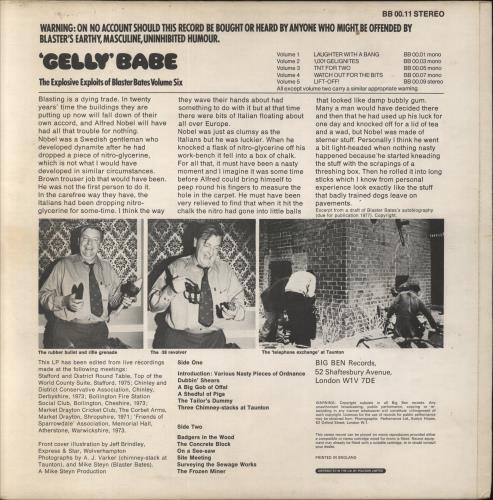 BB 00.11 STEREO
WARNING: ON NO ACCOUNT SHOULD THIS RECORD BE BOUGHT OR HEARD BY ANYONE WHO MIGHT BE OFFENDED BY
BLASTER'S EARTHY, MASCULINE, UNINHIBITED HUMOUR.
'GELLY' BABE
The Explosive Exploits of Blaster Bates Volume Six
Volume 1 LAUGHTER WITH A BANG BB 00.01 mono
Volume 2 1,001 GELIGNITES BB 00.03 mono
Volume 3 TNT FOR TWO BB 00.05 mono
Volume 4 WATCH OUT FOR THE BITS BB 00.07 mono
Volume 5 LIFT-OFF! BB 00.09 stereo
All except volume two carry a similar appropriate warning.
Blasting is a dying trade. In twenty
years' time the buildings they are
putting up now will fall down of their
own accord, and Alfred Nobel will have
had all that trouble for nothing.
Nobel was a Swedish gentleman who
developed dynamite after he had
dropped a piece of nitro-glycerine,
which is not what I would have
developed in similar circumstances.
Brown trouser job that would have been.
He was not the first person to do it.
In the carefree way they have, the
Italians had been dropping nitro-
glycerine for some-time. I think the way
they wave their hands about had
something to do with it but at that time
there were bits of Italian floating about
all over Europe.
Nobel was just as clumsy as the
Italians but he was luckier. When he
knocked a flask of nitro-glycerine off his
work-bench it fell into a box of chalk.
For all that, it must have been a nasty
moment and I imagine it was some time
before Alfred could bring himself to
peep round his fingers to measure the
hole in the carpet. He must have been
very relieved to find that when it hit the
chalk the nitro had gone into little balls
that looked like damp bubbly gum.
Many a man would have decided there
and then that he had used up his luck for
one day and knocked off for a lid of tea
and a wad, but Nobel was made of
sterner stuff. Personally I think he went
a bit light-headed when nothing nasty
happened because he started kneading
the stuff with the scrapings of a
threshing box. Then he rolled it into long
sticks which I know from personal
experience look exactly like the stuff
that badly trained dogs leave on
pavements.
Excerpt from a draft of Blaster Bates's autobiography
(due for publication 1977). Copyright.
The rubber bullet and rifle grenade
The .38 revolver
The 'telephone exchange' at Taunton
This LP has been edited from live recordings
made at the following meetings:
Stafford and District Round Table, Top of the
World County Suite, Stafford, 1975; Chinley and
District Conservative Association, Chinley,
Derbyshire, 1973; Bollington Fire Station
Social Club, Bollington, Cheshire, 1972;
Market Drayton Cricket Club, The Corbet Arms,
Market Drayton, Shropshire, 1971; 'Friends of
Sparrowdale' Association, Memorial Hall,
Atherstone, Warwickshire, 1973.
Front cover illustration by Jeff Brindley,
Express & Star, Wolverhampton
Photographs by A. J. Varker (chimney-stack at
Taunton), and Mike Steyn (Blaster Bates).
A Mike Steyn Production
Side One
Introduction: Various Nasty Pieces of Ordnance
Dubbin' Shears
A Big Gob of Offal
A Shedful of Pigs
The Tailor's Dummy
Three Chimney-stacks at Taunton
Side Two
Badgers in the Wood
The Concrete Block
On a See-saw
Site Meeting
Surveying the Sewage Works
The Frozen Miner
BIG BEN Records,
52 Shaftesbury Avenue,
London W1V 7DE
PRINTED IN ENGLAND